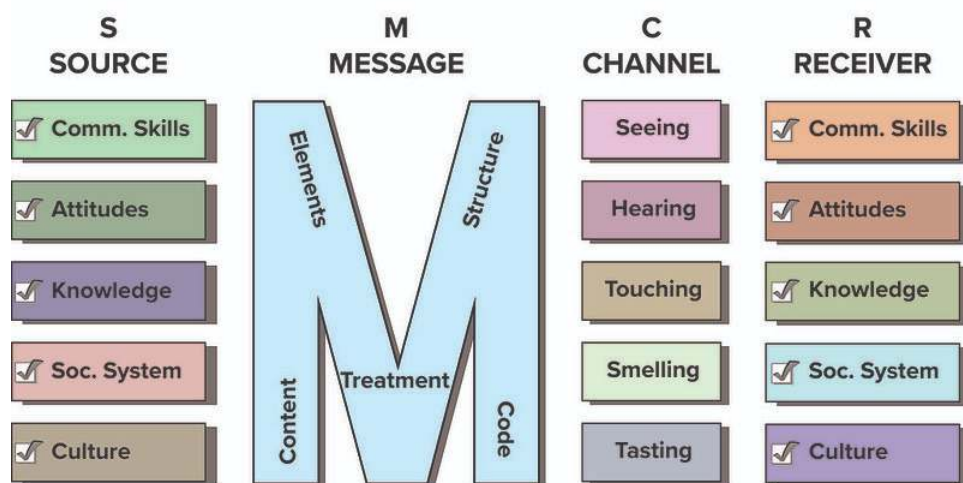 S
SOURCE
Comm. Skills
Attitudes
Knowledge
Soc. System
Culture
M
MESSAGE
Elements
Structure
Content
Treatment
Code
C
CHANNEL
Seeing
Hearing
Touching
Smelling
Tasting
R
RECEIVER
Comm. Skills
Attitudes
Knowledge
Soc. System
Culture